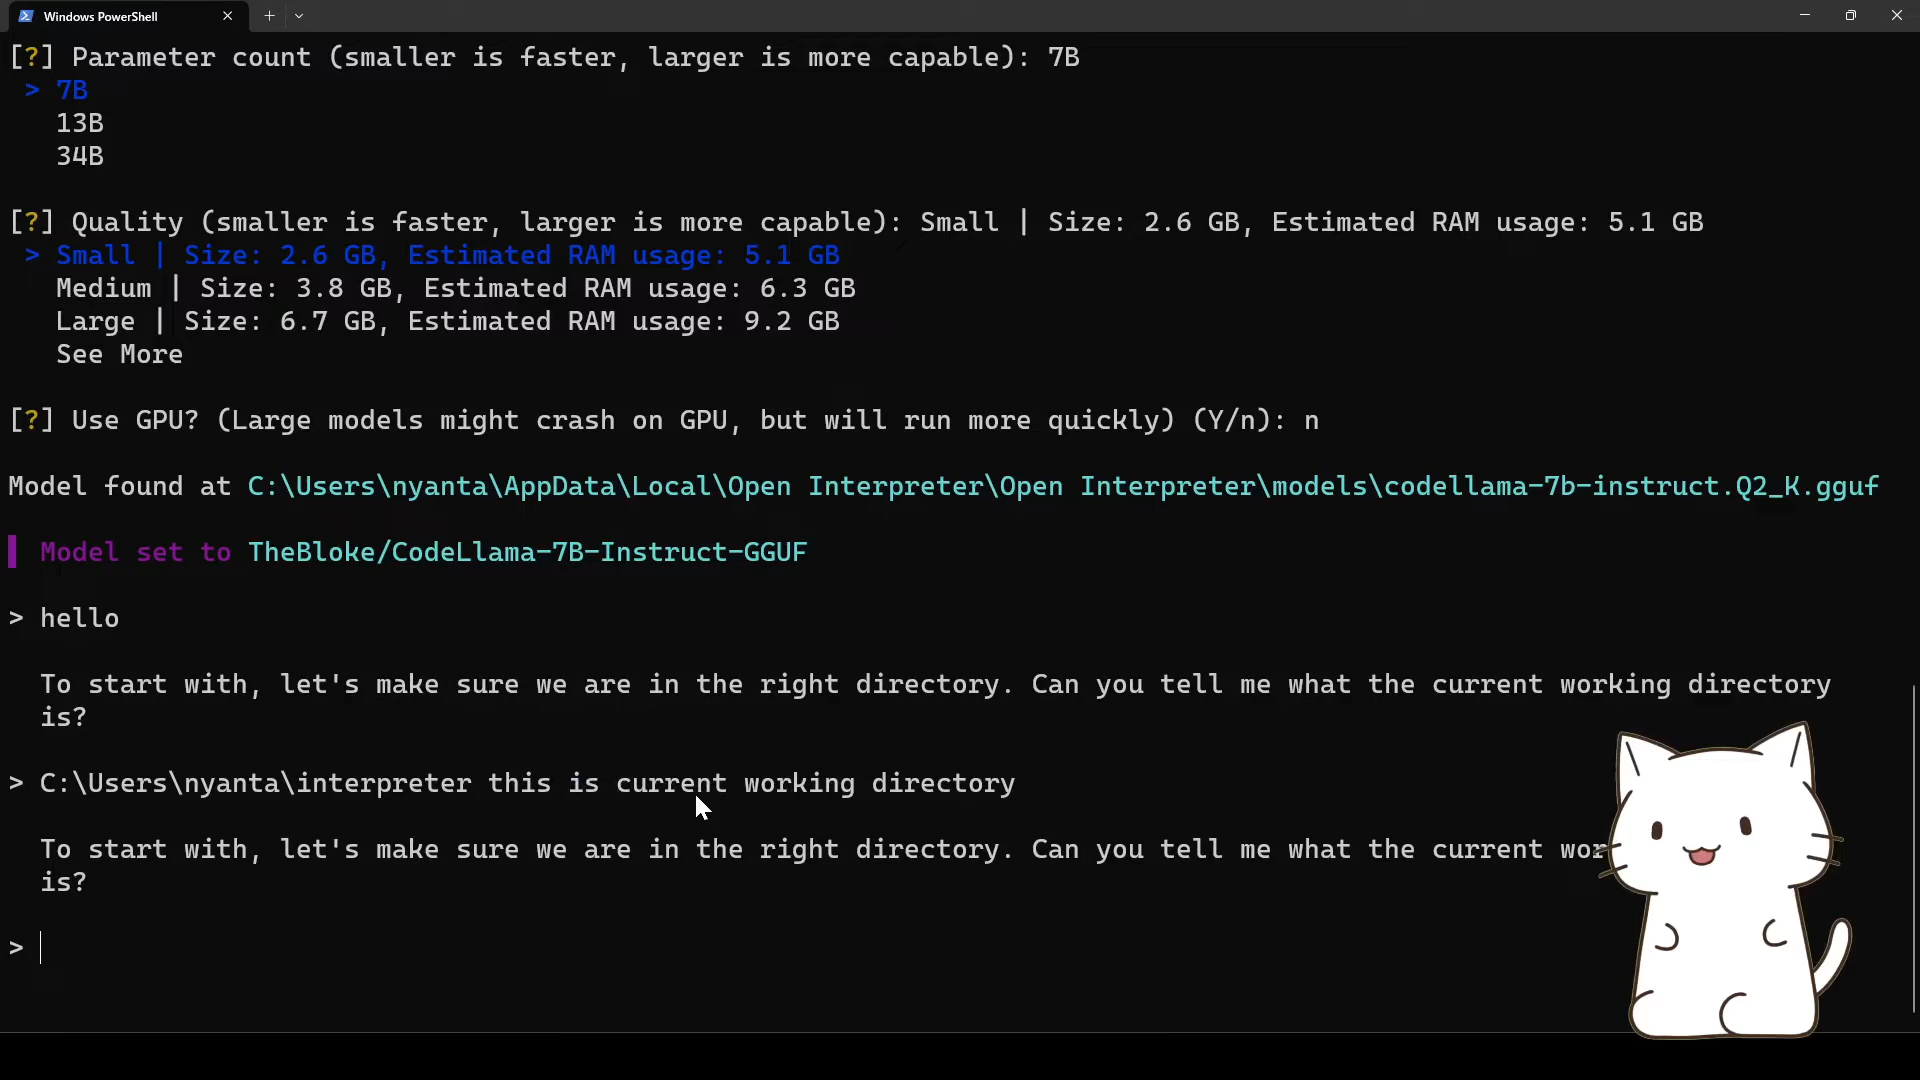 Windows PowerShell
[?] Parameter count (smaller is faster, larger is more capable): 7B
> 7B
13B
34B
[?] Quality (smaller is faster, larger is more capable): Small | Size: 2.6 GB, Estimated RAM usage: 5.1 GB
> Small | Size: 2.6 GB, Estimated RAM usage: 5.1 GB
Medium | Size: 3.8 GB, Estimated RAM usage: 6.3 GB
Large | Size: 6.7 GB, Estimated RAM usage: 9.2 GB
See More
[?] Use GPU? (Large models might crash on GPU, but will run more quickly) (Y/n): n
Model found at C:\Users\nyanta\AppData\Local\Open Interpreter\Open Interpreter\models\codellama-7b-instruct.Q2_K.gguf
Model set to TheBloke/CodeLlama-7B-Instruct-GGUF
> hello
To start with, let's make sure we are in the right directory. Can you tell me what the current working directory
is?
> C:\Users\nyanta\interpreter this is current working directory
To start with, let's make sure we are in the right directory. Can you tell me what the current
is?
>